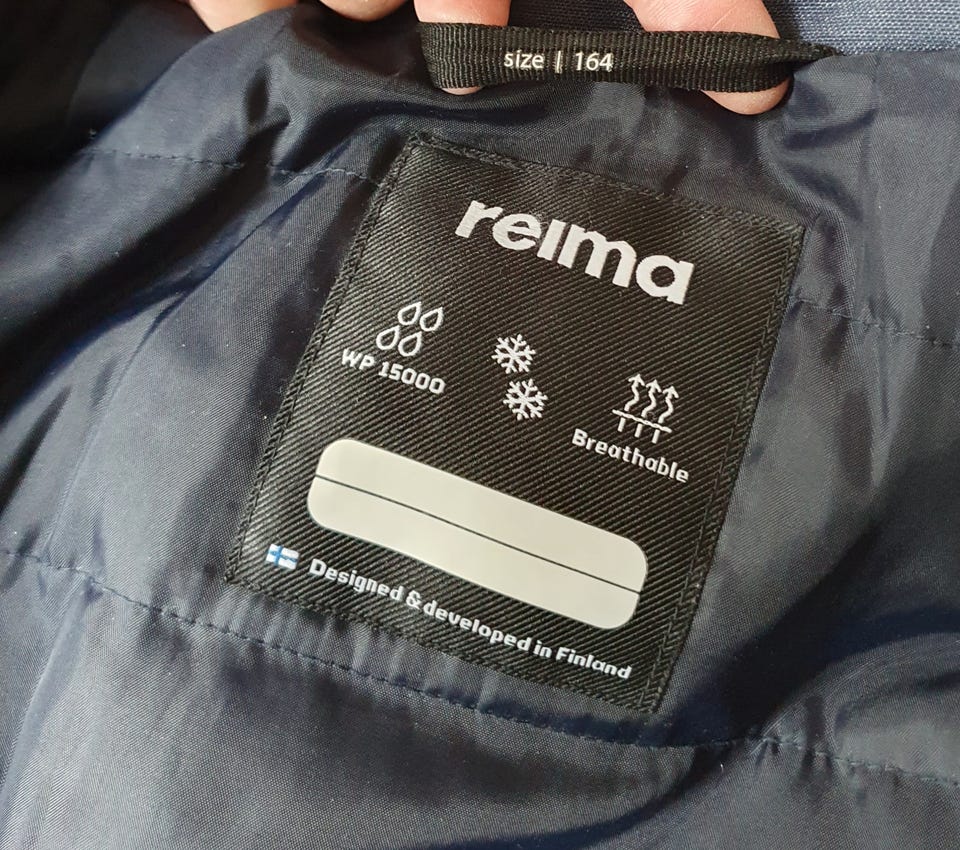 size | 164
reima
WP 15000
Breathable
Designed & developed in Finland